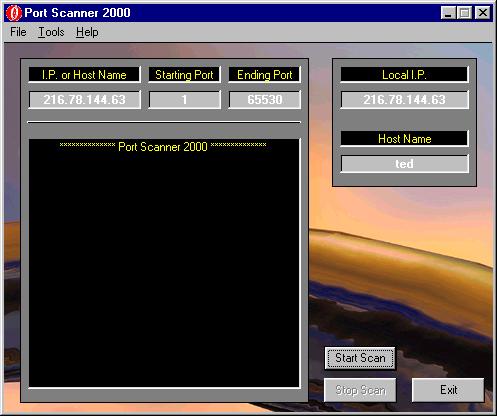 Port Scanner 2000
File Tools Help
I.P. or Host Name Starting Port Ending Port
216.78.144.63 1 65530
Local I.P.
216.78.144.63
Host Name
ted
************** Port Scanner 2000 **************
Start Scan
Stop Scan
Exit